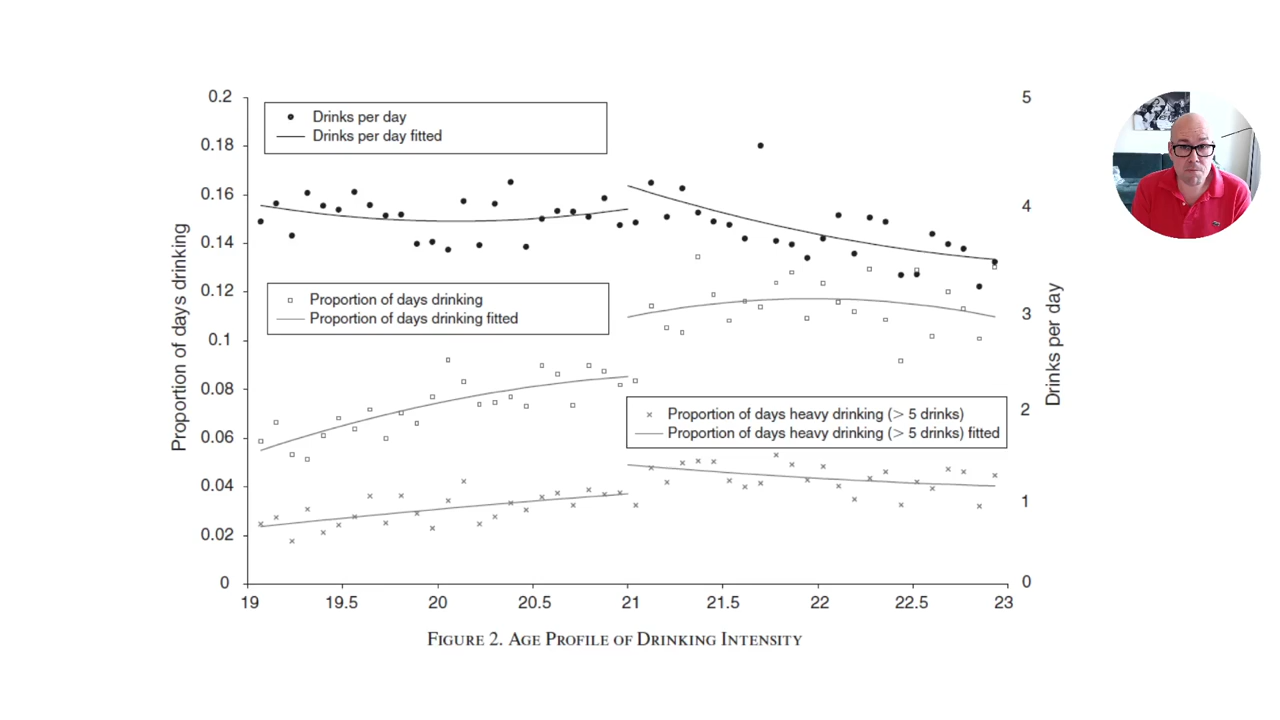 0.2
0.18
0.16
0.14
0.12
0.1
0.08
0.06
0.04
0.02
0
Proportion of days drinking
Drinks per day
Drinks per day fitted
Proportion of days drinking
Proportion of days drinking fitted
Proportion of days heavy drinking (> 5 drinks)
Proportion of days heavy drinking (> 5 drinks) fitted
5
4
3
2
1
0
Drinks per day
19
19.5
20
20.5
21
21.5
22
22.5
23
FIGURE 2. AGE PROFILE OF DRINKING INTENSITY